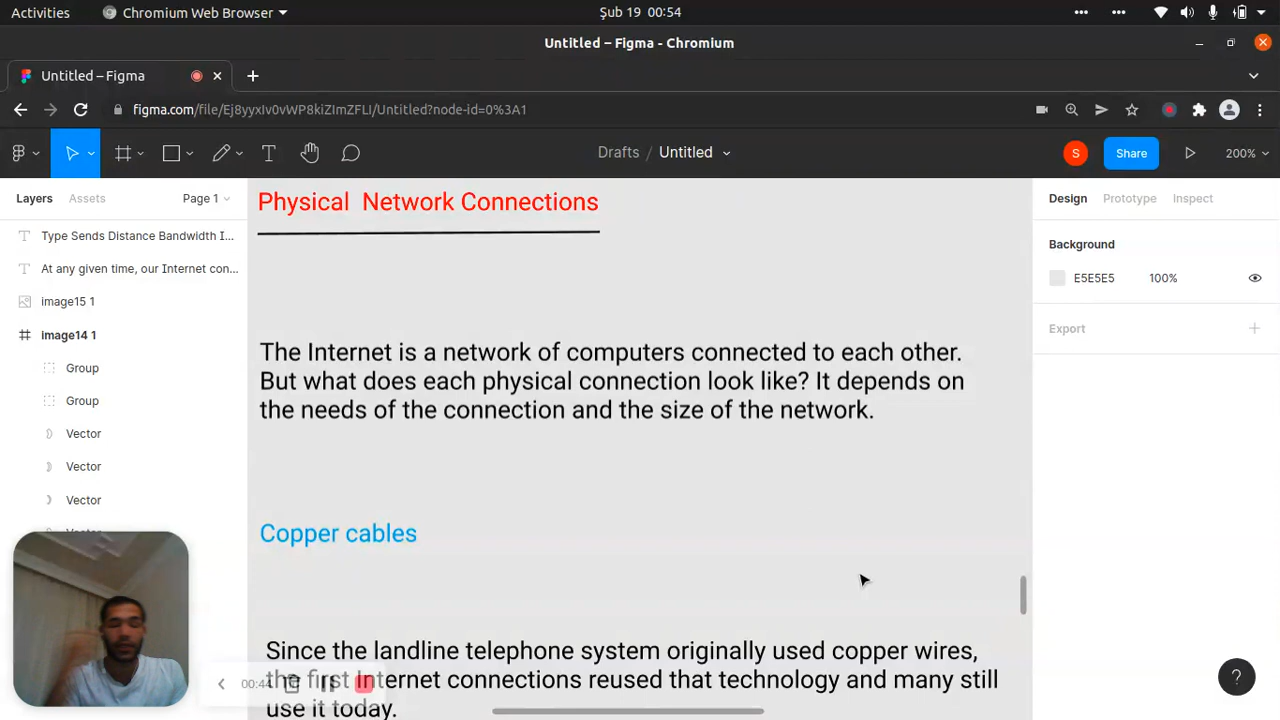 Activities
Chromium Web Browser
Şub 19 00:54
Untitled – Figma - Chromium
Untitled – Figma
figma.com/file/Ej8yyxIv0vWP8kiZImZFLI/Untitled?node-id=0%3A1
Drafts / Untitled
S
Share
200%
Layers
Assets
Page 1
Type Sends Distance Bandwidth I...
At any given time, our Internet con...
image15 1
image14 1
Group
Group
Vector
Vector
Vector
Physical Network Connections
The Internet is a network of computers connected to each other.
But what does each physical connection look like? It depends on
the needs of the connection and the size of the network.
Copper cables
Since the landline telephone system originally used copper wires,
the first Internet connections reused that technology and many still
use it today.
Design
Prototype
Inspect
Background
E5E5E5
100%
Export
00:44
?